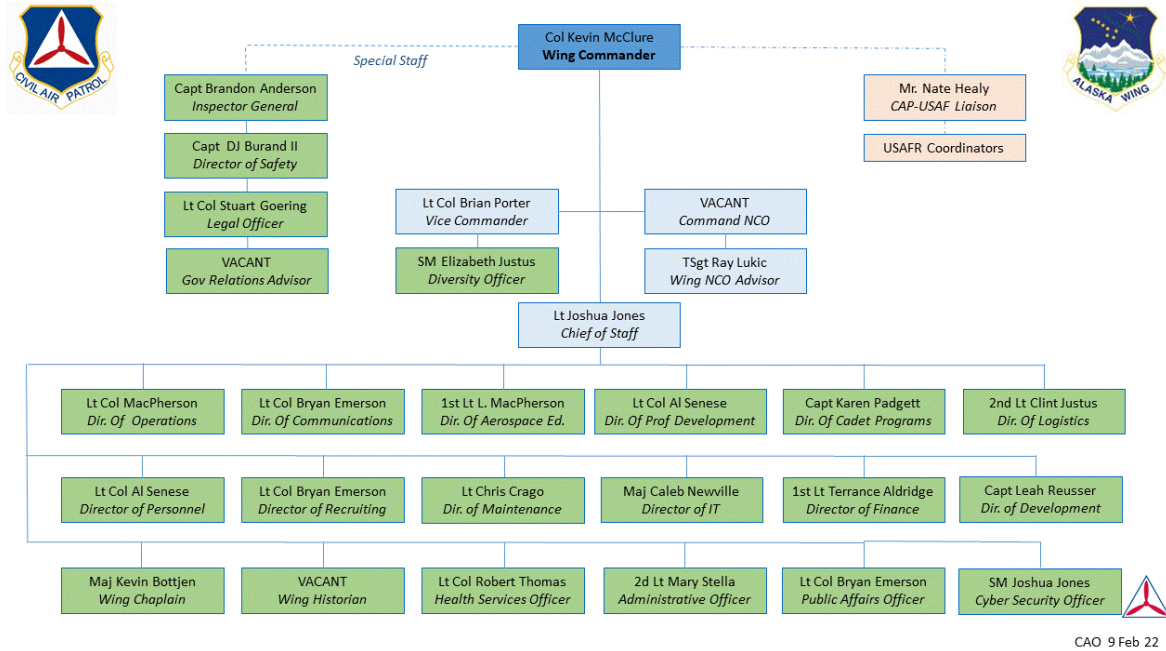 Col Kevin McClure
Wing Commander
Special Staff
CIVIL AIR PATROL
ALASKA WING
Capt Brandon Anderson
Inspector General
Mr. Nate Healy
CAP-USAF Liaison
Capt DJ Burand II
Director of Safety
USAFR Coordinators
Lt Col Stuart Goering
Legal Officer
Lt Col Brian Porter
Vice Commander
VACANT
Command NCO
VACANT
Gov Relations Advisor
SM Elizabeth Justus
Diversity Officer
TSgt Ray Lukic
Wing NCO Advisor
Lt Joshua Jones
Chief of Staff
Lt Col MacPherson
Dir. Of Operations
Lt Col Bryan Emerson
Dir. Of Communications
1st Lt L. MacPherson
Dir. Of Aerospace Ed.
Lt Col Al Senese
Dir. Of Prof Development
Capt Karen Padgett
Dir. Of Cadet Programs
2nd Lt Clint Justus
Dir. Of Logistics
Lt Col Al Senese
Director of Personnel
Lt Col Bryan Emerson
Director of Recruiting
Lt Chris Crago
Dir. of Maintenance
Maj Caleb Newville
Director of IT
1st Lt Terrance Aldridge
Director of Finance
Capt Leah Reusser
Dir. of Development
Maj Kevin Bottjen
Wing Chaplain
VACANT
Wing Historian
Lt Col Robert Thomas
Health Services Officer
2d Lt Mary Stella
Administrative Officer
Lt Col Bryan Emerson
Public Affairs Officer
SM Joshua Jones
Cyber Security Officer
CAO 9 Feb 22